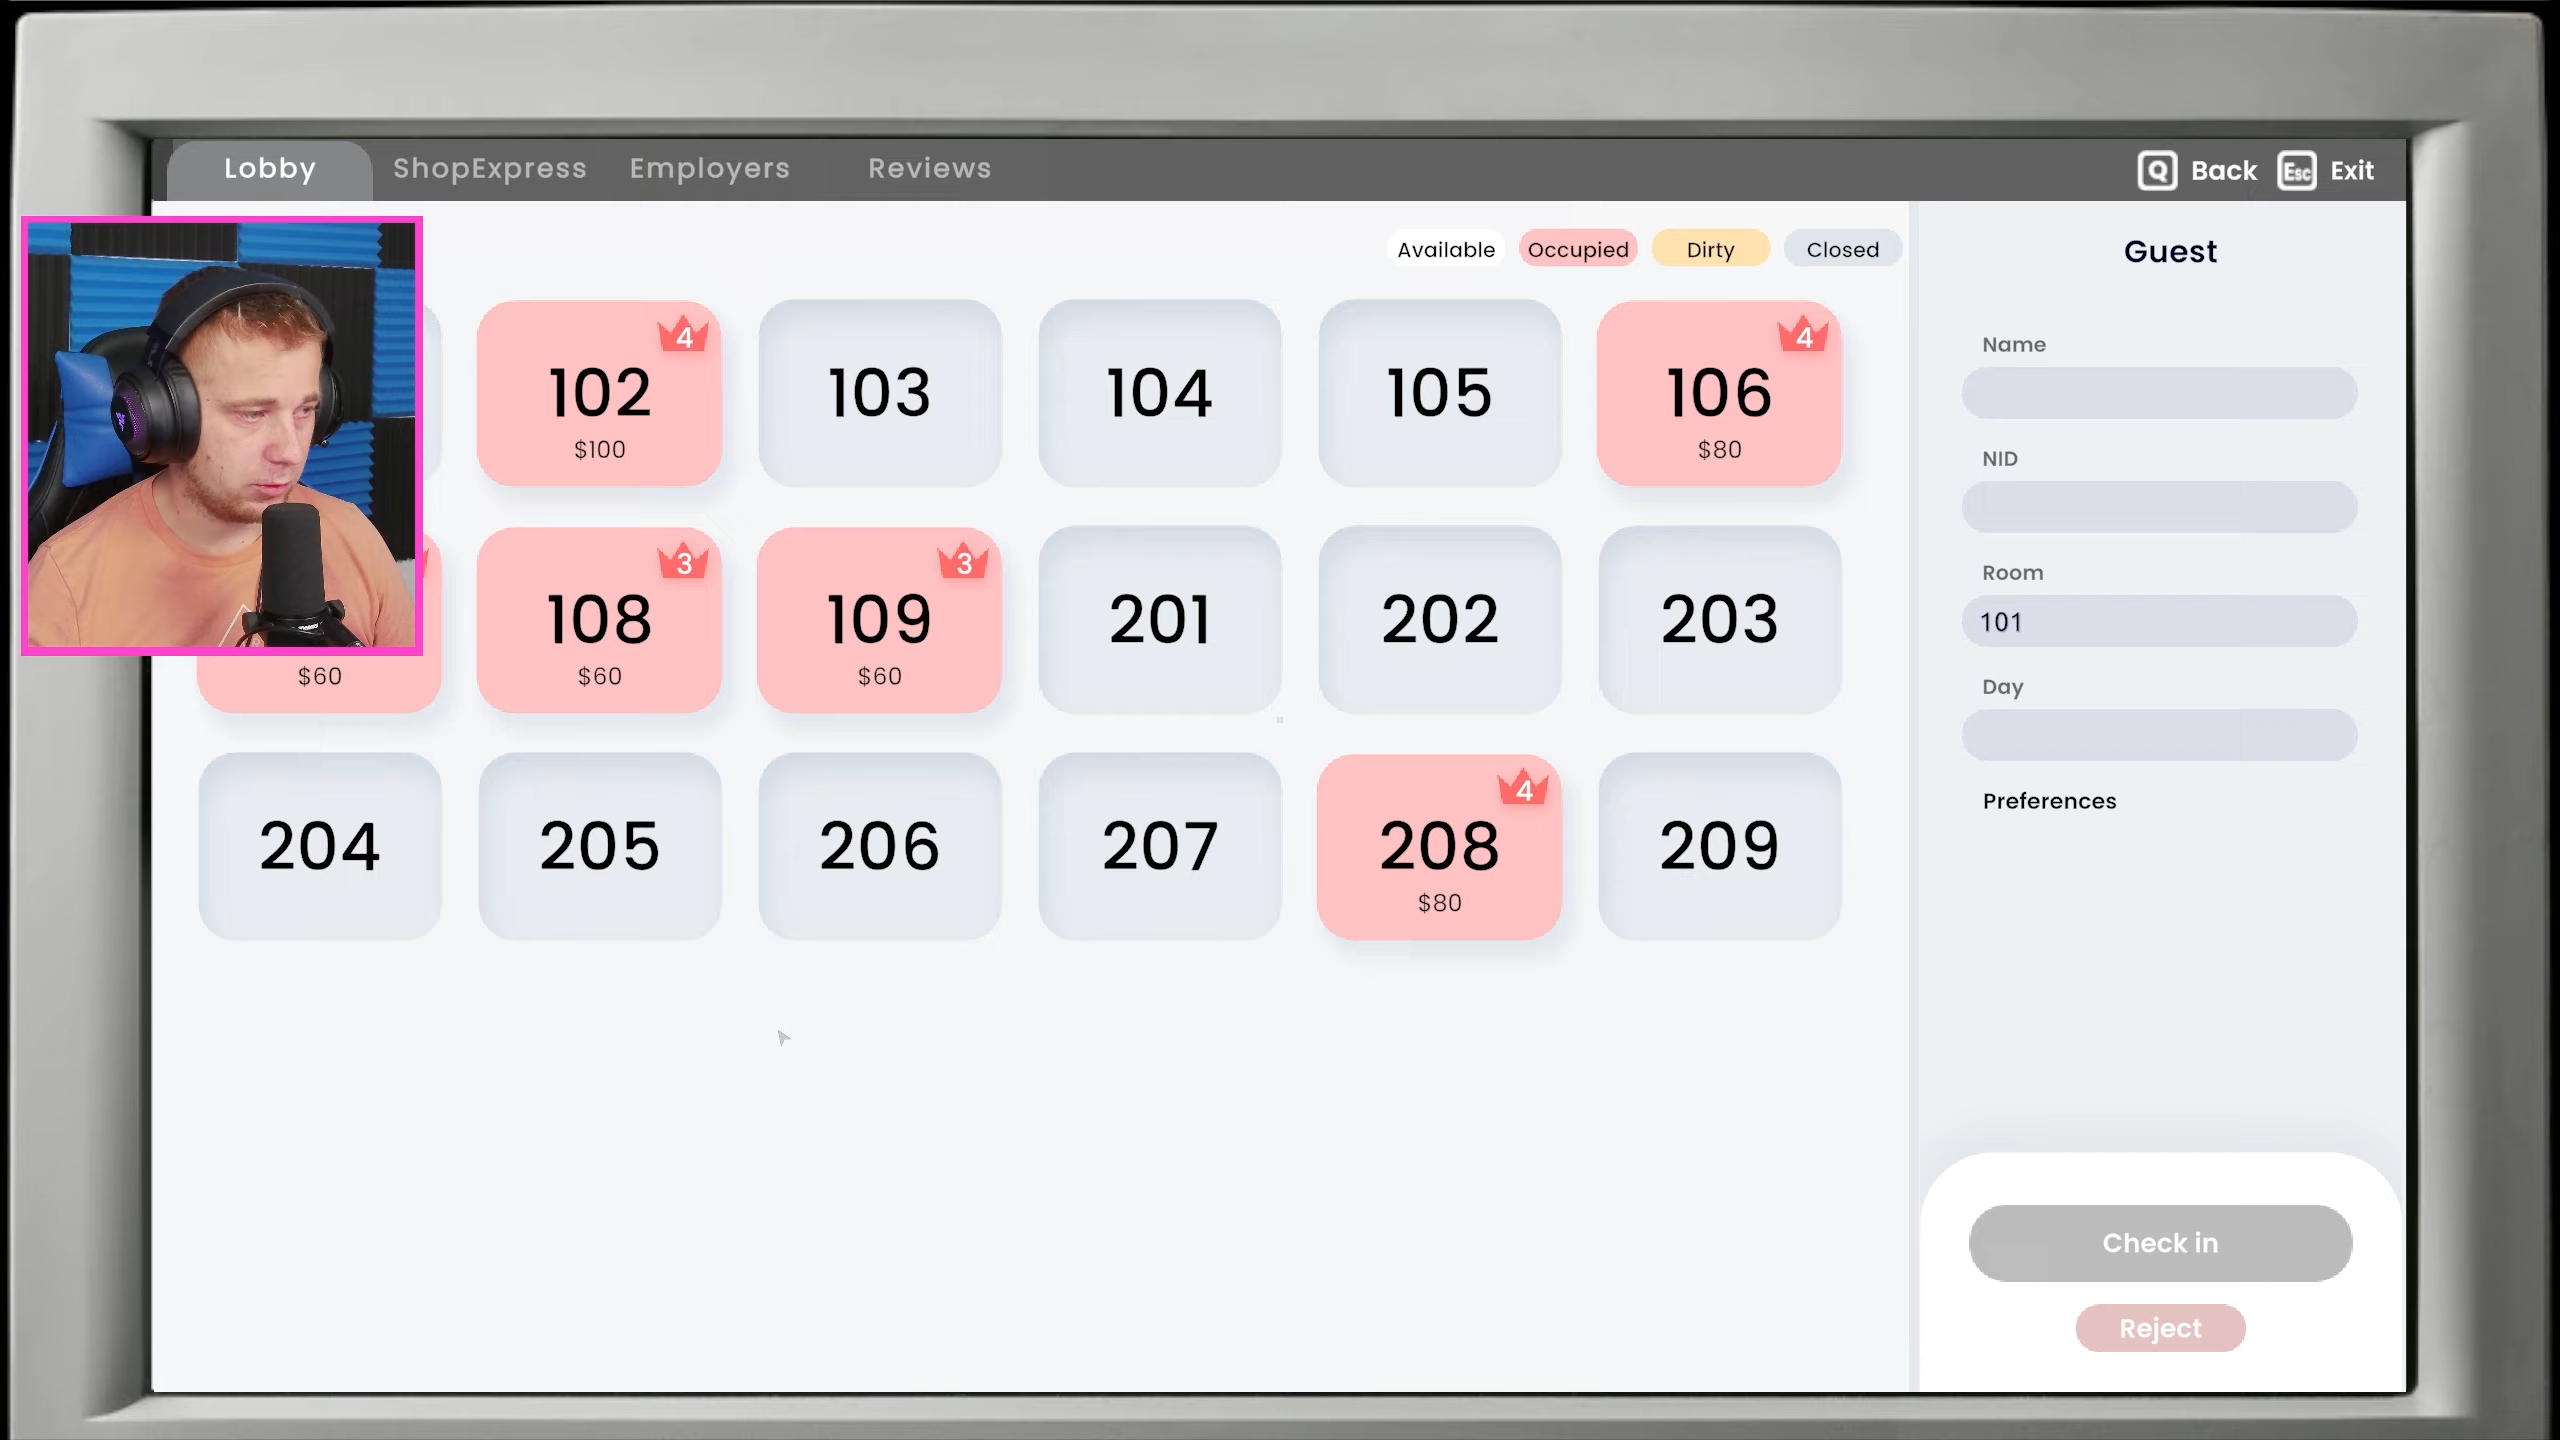 Lobby ShopExpress Employers Reviews Q Back Esc Exit
Available Occupied Dirty Closed
4 4
102 103 104 105 106
$100 $80
3 3
108 109 201 202 203
$60 $60 $60
4
204 205 206 207 208 209
$80
Guest
Name
NID
Room
101
Day
Preferences
Check in
Reject